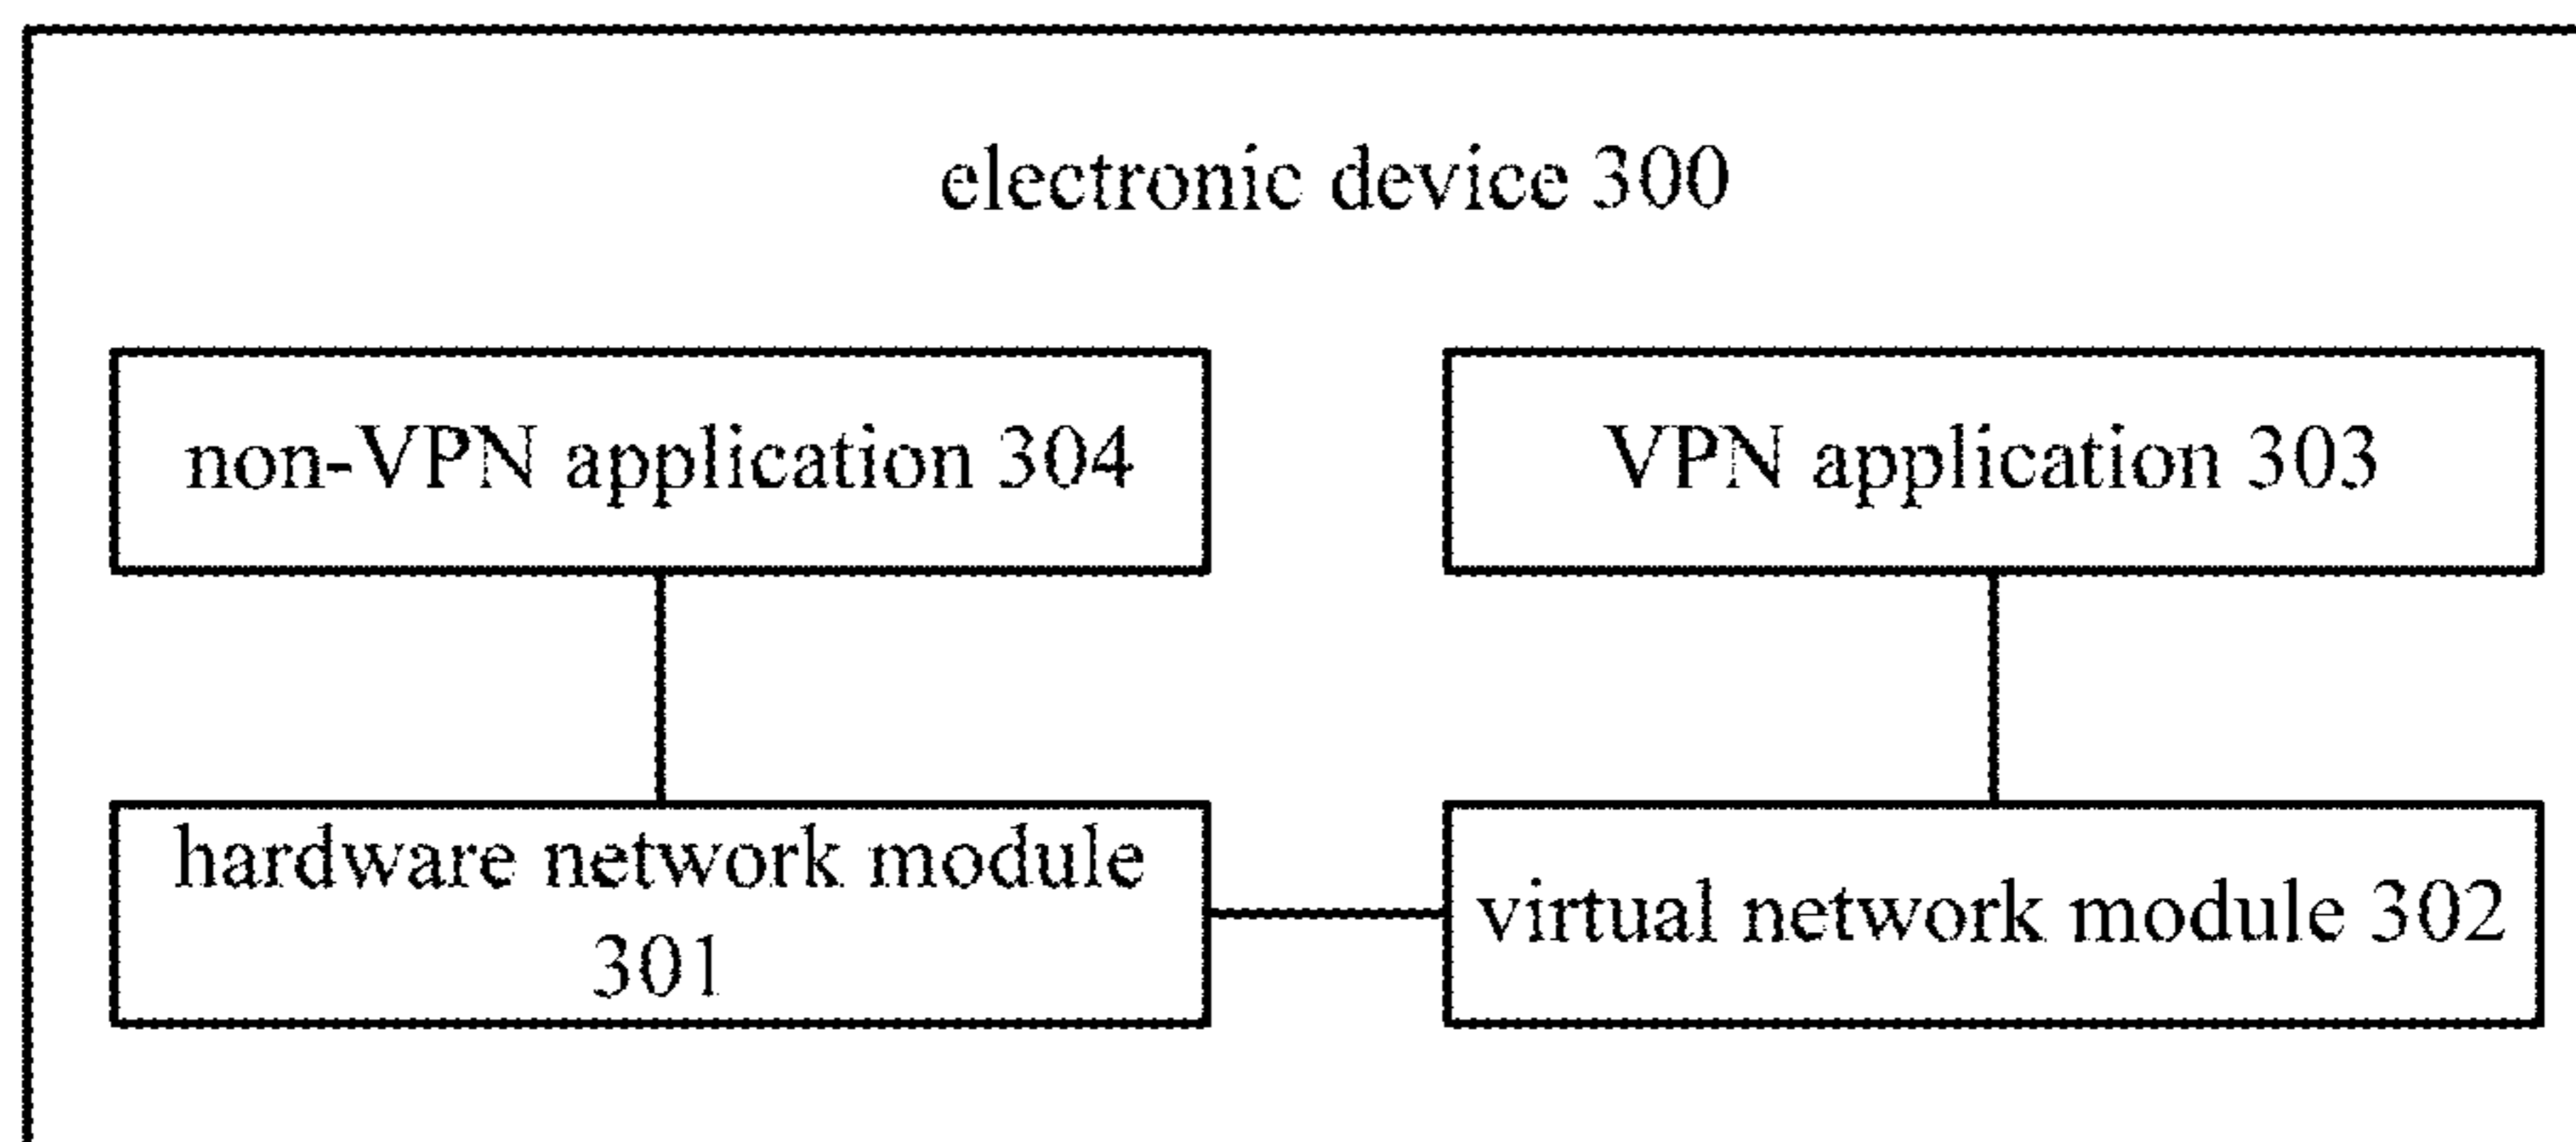 electronic device 300
non-VPN application 304
VPN application 303
hardware network module
301
virtual network module 302